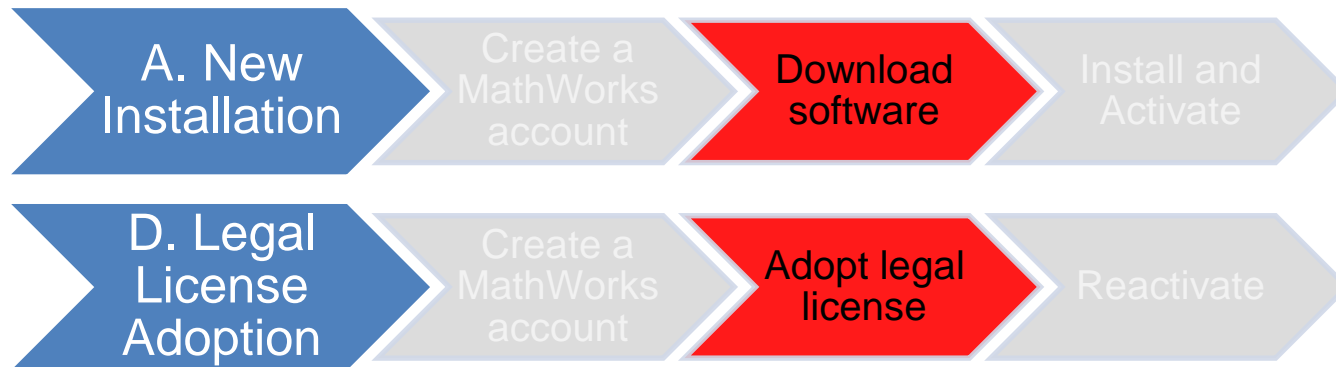 A. New
Installation
Create a
MathWorks
account
Download
software
Install and
Activate
D. Legal
License
Adoption
Create a
MathWorks
account
Adopt legal
license
Reactivate